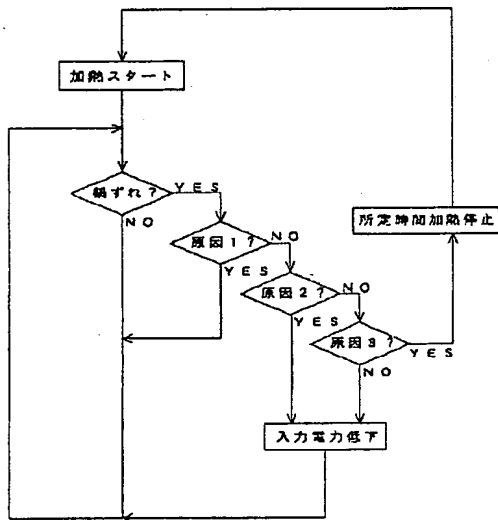 加熱スタート
鍋ずれ?
YES
NO
所定時間加熱停止
原因1?
NO
YES
原因2?
NO
YES
原因3?
YES
NO
入力電力低下